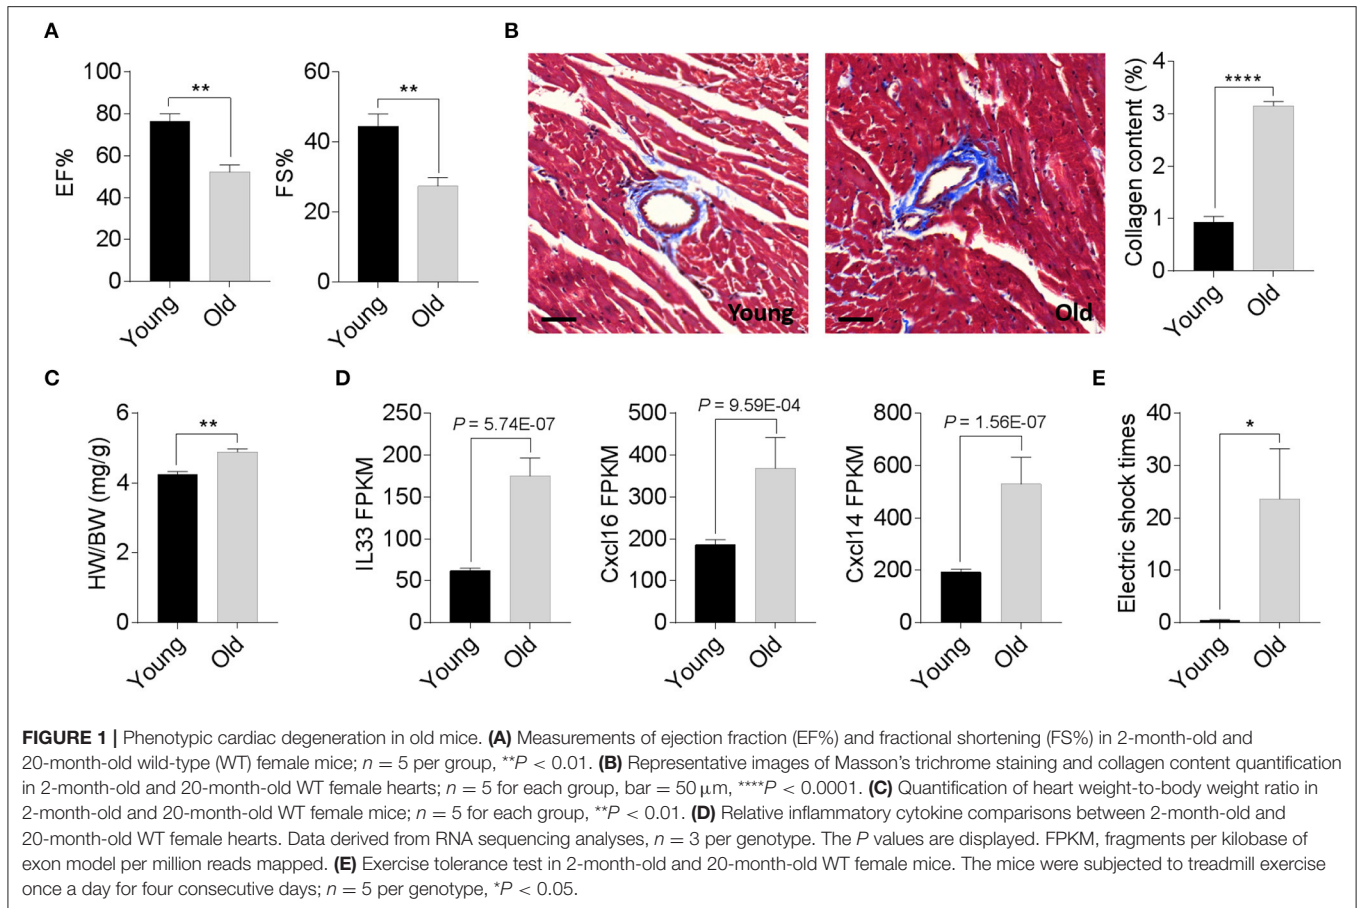 A
B
100
80
60
40
20
0
EF%
**
Young
Old
60
40
20
0
FS%
**
Young
Old
Young
Old
4
3
2
1
0
Collagen content (%)
****
Young
Old
C
D
E
6
4
2
0
HW/BW (mg/g)
**
Young
Old
250
200
150
100
50
0
IL33 FPKM
P = 5.74E-07
Young
Old
500
400
300
200
100
0
Cxcl16 FPKM
P = 9.59E-04
Young
Old
800
600
400
200
0
Cxcl14 FPKM
P = 1.56E-07
Young
Old
40
30
20
10
0
Electric shock times
*
Young
Old
FIGURE 1 | Phenotypic cardiac degeneration in old mice. (A) Measurements of ejection fraction (EF%) and fractional shortening (FS%) in 2-month-old and
20-month-old wild-type (WT) female mice; n = 5 per group, **P < 0.01. (B) Representative images of Masson's trichrome staining and collagen content quantification
in 2-month-old and 20-month-old WT female hearts; n = 5 for each group, bar = 50 μm, ****P < 0.0001. (C) Quantification of heart weight-to-body weight ratio in
2-month-old and 20-month-old WT female mice; n = 5 for each group, **P < 0.01. (D) Relative inflammatory cytokine comparisons between 2-month-old and
20-month-old WT female hearts. Data derived from RNA sequencing analyses, n = 3 per genotype. The P values are displayed. FPKM, fragments per kilobase of
exon model per million reads mapped. (E) Exercise tolerance test in 2-month-old and 20-month-old WT female mice. The mice were subjected to treadmill exercise
once a day for four consecutive days; n = 5 per genotype, *P < 0.05.